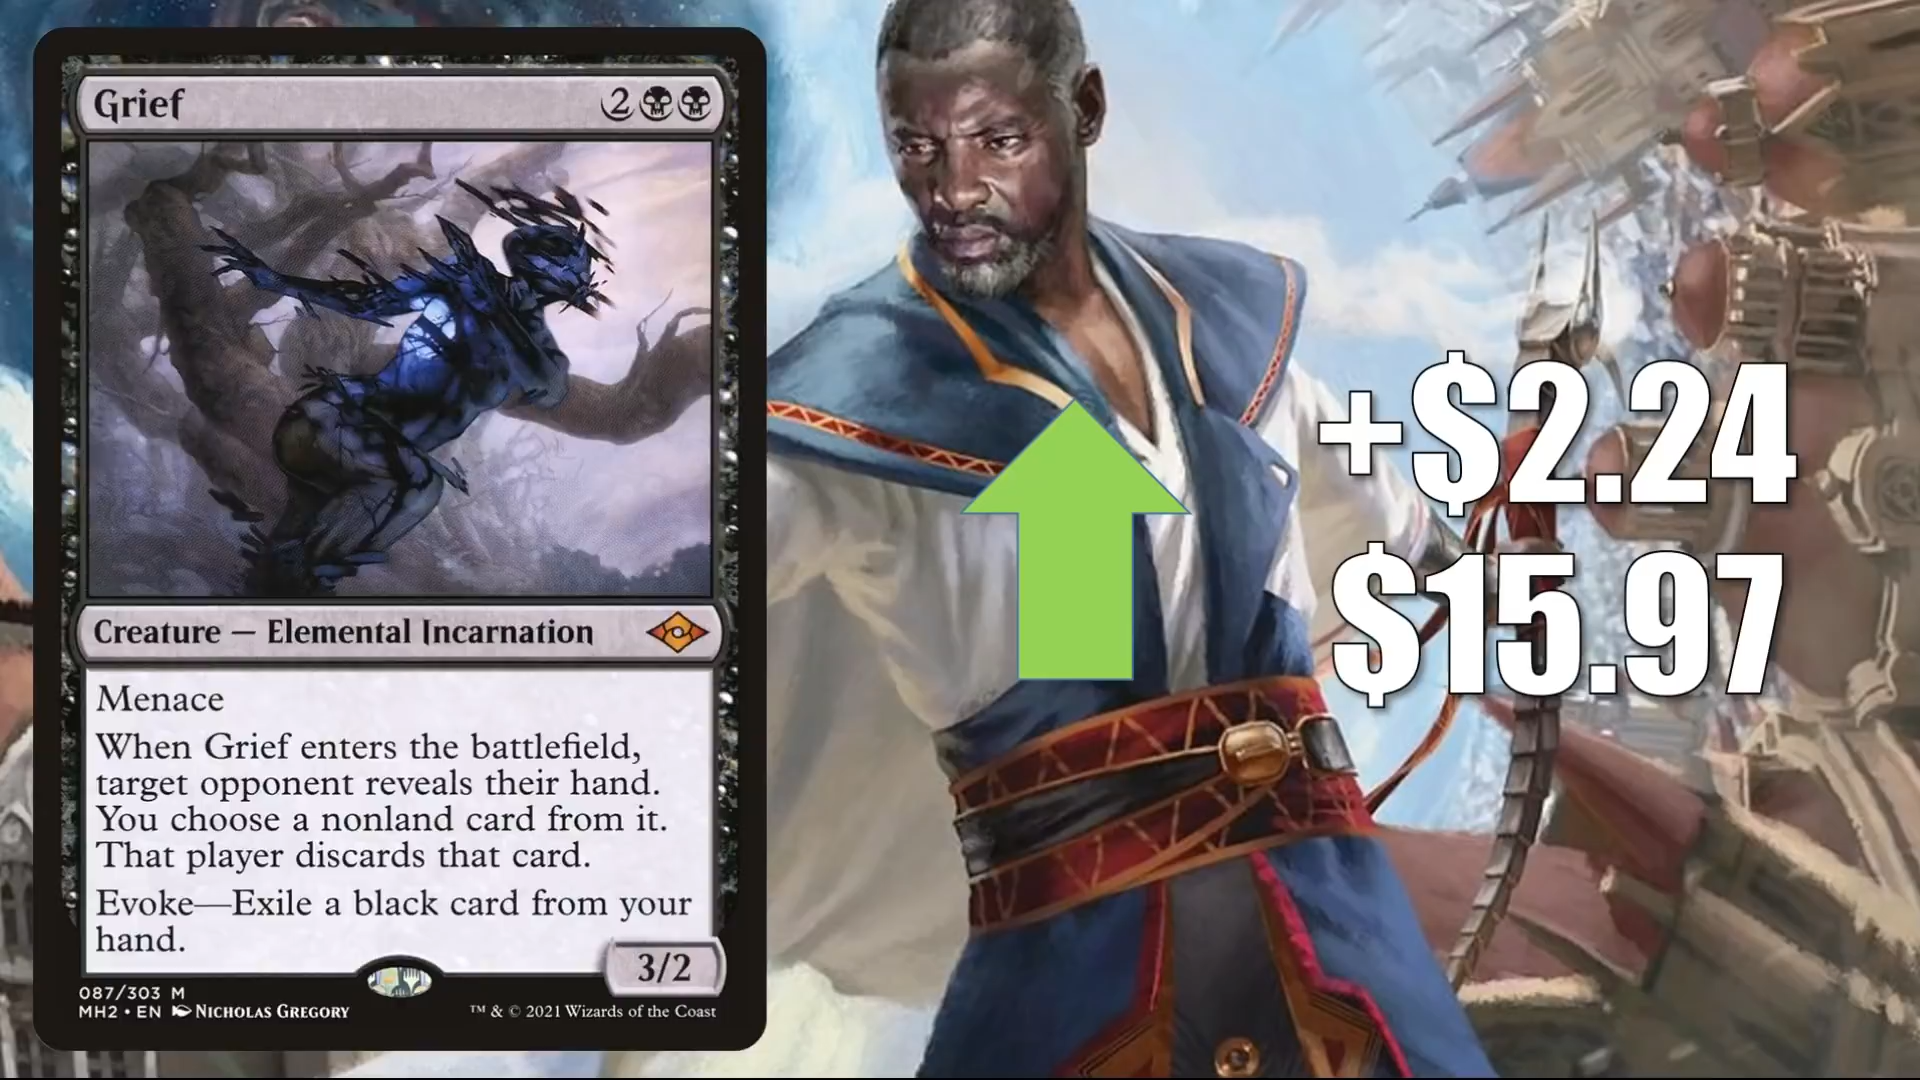 Grief 2
Creature — Elemental Incarnation
Menace
When Grief enters the battlefield,
target opponent reveals their hand.
You choose a nonland card from it.
That player discards that card.
Evoke—Exile a black card from your
hand.
3/2
087/303 M
MH2 • EN NICHOLAS GREGORY
™ & © 2021 Wizards of the Coast
+$2.24
$15.97